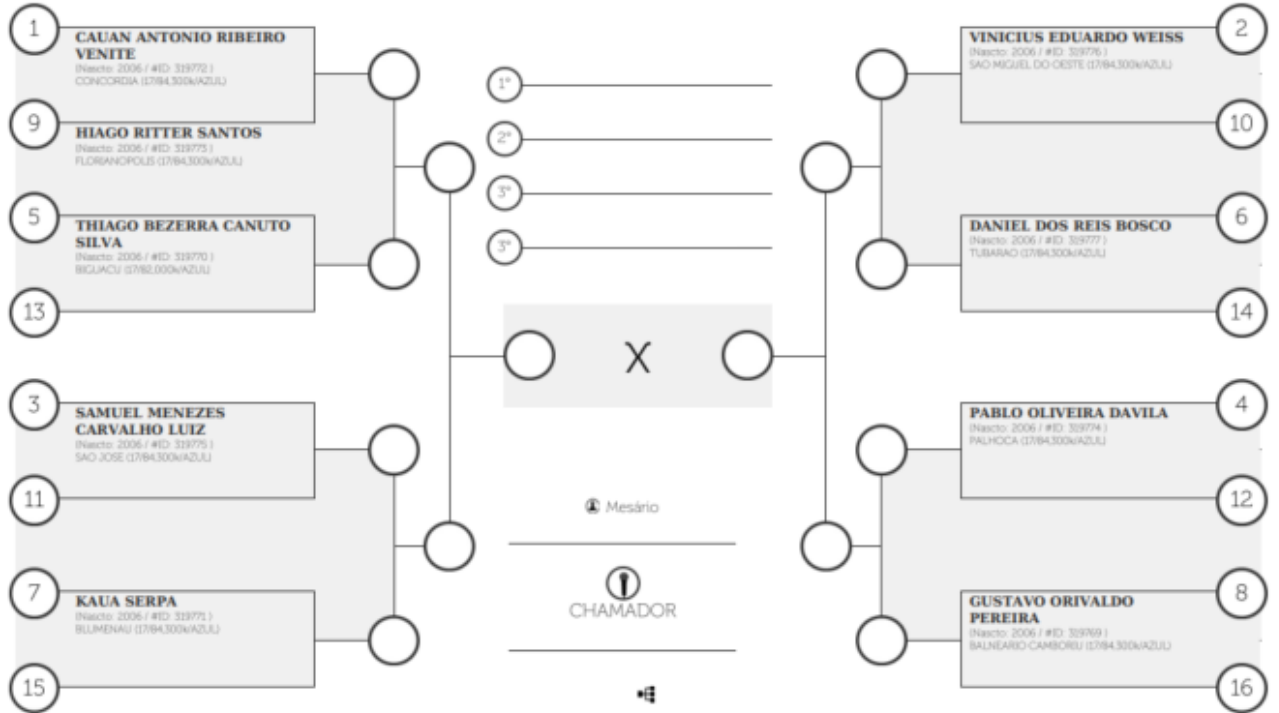 1
CAUAN ANTONIO RIBEIRO
VENITE
(Nascto: 2006 / #ID: 319772 )
CONCORDIA (17/84,300k/AZUL)
9
HIAGO RITTER SANTOS
(Nascto: 2006 / #ID: 319773 )
FLORIANOPOLIS (17/84,300k/AZUL)
5
THIAGO BEZERRA CANUTO
SILVA
(Nascto: 2006 / #ID: 319770 )
BIGUACU (17/82,000k/AZUL)
13
3
SAMUEL MENEZES
CARVALHO LUIZ
(Nascto: 2006 / #ID: 319775 )
SAO JOSE (17/84,300k/AZUL)
11
7
KAUA SERPA
(Nascto: 2006 / #ID: 319771 )
BLUMENAU (17/84,300k/AZUL)
15
1°
2°
3°
3°
X
Mesário
CHAMADOR
2
VINICIUS EDUARDO WEISS
(Nascto: 2006 / #ID: 319776 )
SAO MIGUEL DO OESTE (17/84,300k/AZUL)
10
6
DANIEL DOS REIS BOSCO
(Nascto: 2006 / #ID: 319777 )
TUBARAO (17/84,300k/AZUL)
14
4
PABLO OLIVEIRA DAVILA
(Nascto: 2006 / #ID: 319774 )
PALHOCA (17/84,300k/AZUL)
12
8
GUSTAVO ORIVALDO
PEREIRA
(Nascto: 2006 / #ID: 319769 )
BALNEARIO CAMBORIU (17/84,300k/AZUL)
16